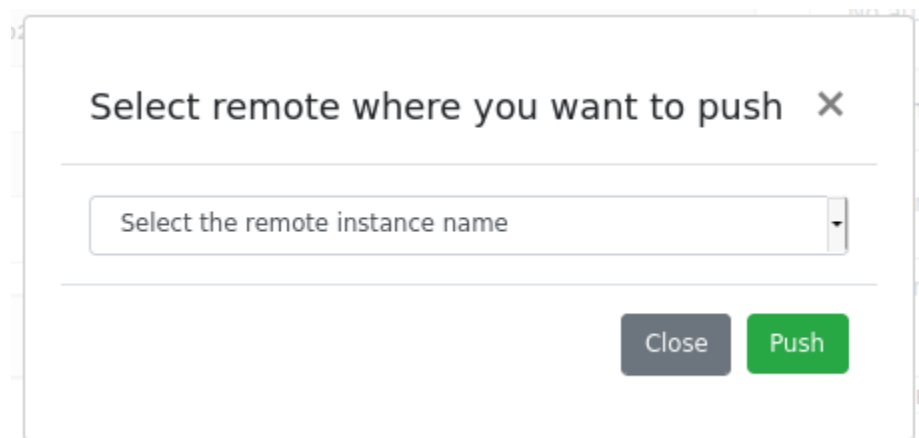 Select remote where you want to push ×
Select the remote instance name
Close
Push